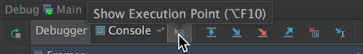 Debug Main
Show Execution Point (⌥F10)
Debugger Console